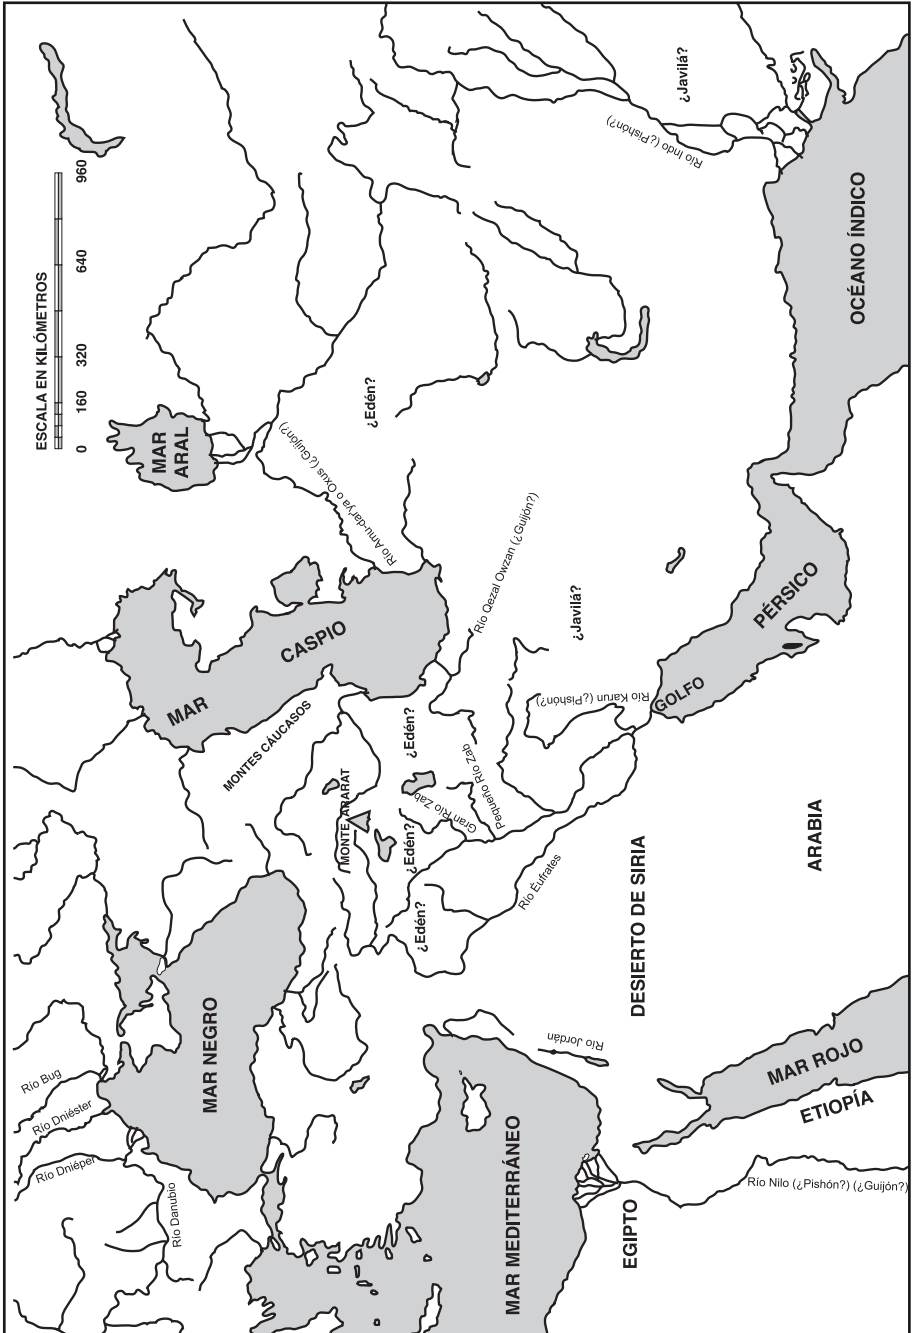 ESCALA EN KILÓMETROS
0 160 320 640 960
MAR
ARAL
¿Javilá?
Río Indo (¿Pishón?)
OCÉANO ÍNDICO
¿Edén?
Río Amu-dar'ya o Oxus (¿Guijón?)
Río Qezal Owzan (¿Guijón?)
MAR
CASPIO
¿Javilá?
MONTES CÁUCASOS
Río Karun (¿Pishón?)
GOLFO
PÉRSICO
¿Edén?
Pequeño Río Zab
Gran Río Zab
MONTE ARARAT
¿Edén?
¿Edén?
Río Éufrates
ARABIA
DESIERTO DE SIRIA
MAR NEGRO
Río Bug
Río Dniéster
Río Dniéper
Río Danubio
Río Jordán
MAR ROJO
ETIOPÍA
MAR MEDITERRÁNEO
EGIPTO
Río Nilo (¿Pishón?) (¿Guijón?)